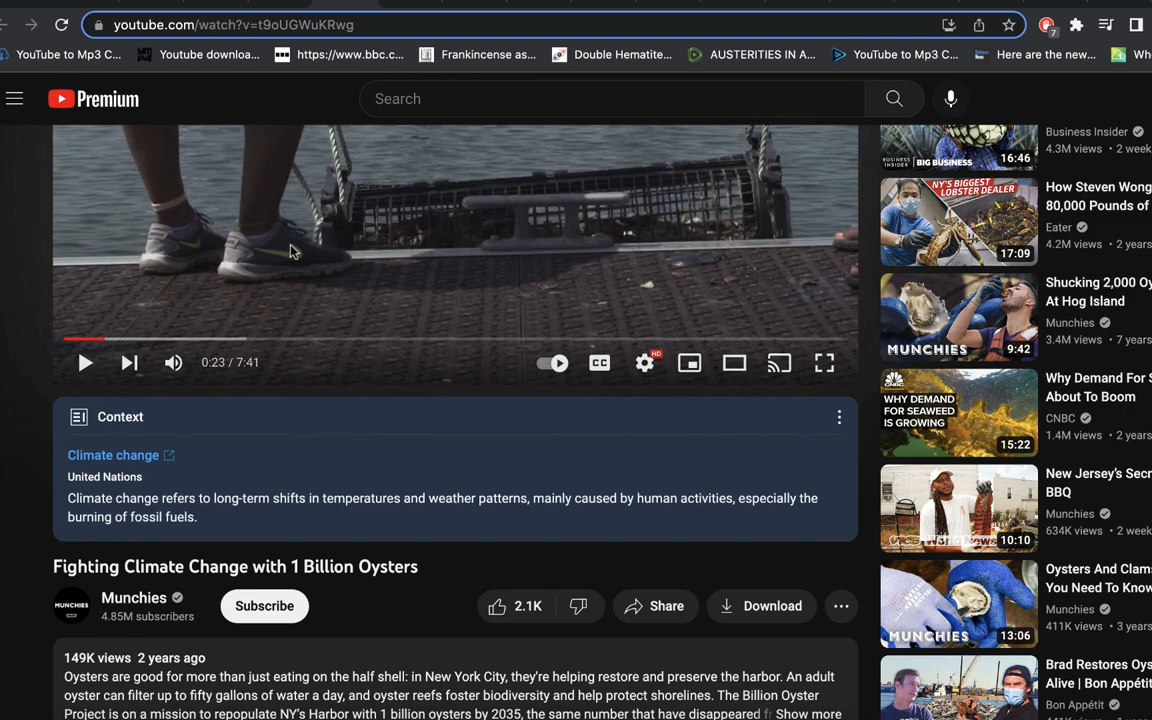 youtube.com/watch?v=t9oUGWuKRwg
7
YouTube to Mp3 C...
Youtube downloa...
https://www.bbc.c...
Frankincense as...
Double Hematite...
AUSTERITIES IN A...
YouTube to Mp3 C...
Here are the new...
Wh
Premium
Search
0:23 / 7:41
CC
HD
Context
Climate change
United Nations
Climate change refers to long-term shifts in temperatures and weather patterns, mainly caused by human activities, especially the
burning of fossil fuels.
Fighting Climate Change with 1 Billion Oysters
MUNCHIES
Munchies
4.85M subscribers
Subscribe
2.1K
Share
Download
149K views 2 years ago
Oysters are good for more than just eating on the half shell: in New York City, they're helping restore and preserve the harbor. An adult
oyster can filter up to fifty gallons of water a day, and oyster reefs foster biodiversity and help protect shorelines. The Billion Oyster
Project is on a mission to repopulate NY's Harbor with 1 billion oysters by 2035, the same number that have disappeared fr Show more
BUSINESS INSIDER | BIG BUSINESS
16:46
Business Insider
4.3M views • 2 week
NY'S BIGGEST
LOBSTER DEALER
17:09
How Steven Wong
80,000 Pounds of
Eater
4.2M views • 2 years
MUNCHIES
9:42
Shucking 2,000 Oy
At Hog Island
Munchies
3.4M views • 7 years
CNBC
WHY DEMAND
FOR SEAWEED
IS GROWING
15:22
Why Demand For S
About To Boom
CNBC
1.4M views • 2 years
VICE World News
10:10
New Jersey's Secr
BBQ
Munchies
634K views • 2 week
MUNCHIES
13:06
Oysters And Clams
You Need To Know
Munchies
411K views • 3 years
Brad Restores Oys
Alive | Bon Appétit
Bon Appétit